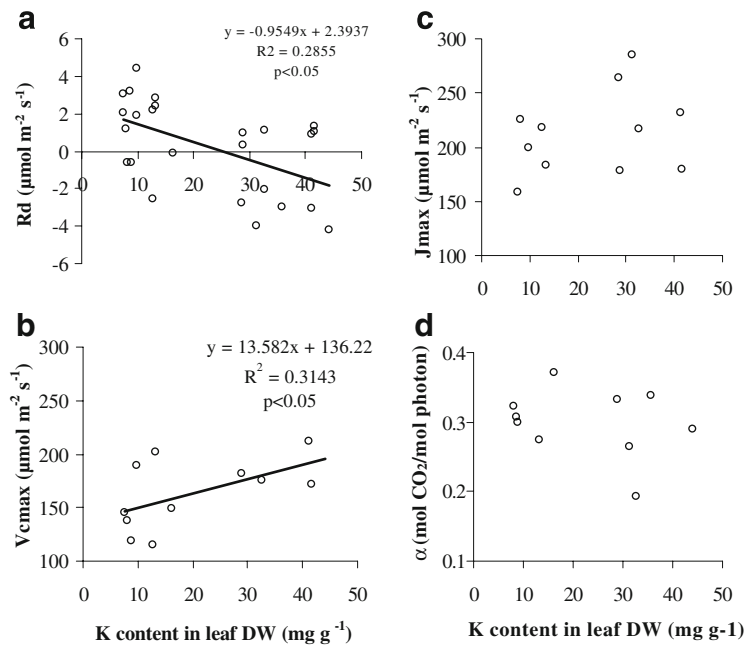 a
y = -0.9549x + 2.3937
R2 = 0.2855
p<0.05
Rd (µmol m-2 s-1)
6
4
2
0
-2
-4
-6
0 10 20 30 40 50
c
Jmax (µmol m-2 s-1)
300
250
200
150
100
0 10 20 30 40 50
b
y = 13.582x + 136.22
R2 = 0.3143
p<0.05
Vcmax (µmol m-2 s-1)
300
250
200
150
100
0 10 20 30 40 50
K content in leaf DW (mg g -1)
d
α (mol CO2/mol photon)
0.4
0.3
0.2
0.1
0 10 20 30 40 50
K content in leaf DW (mg g-1)